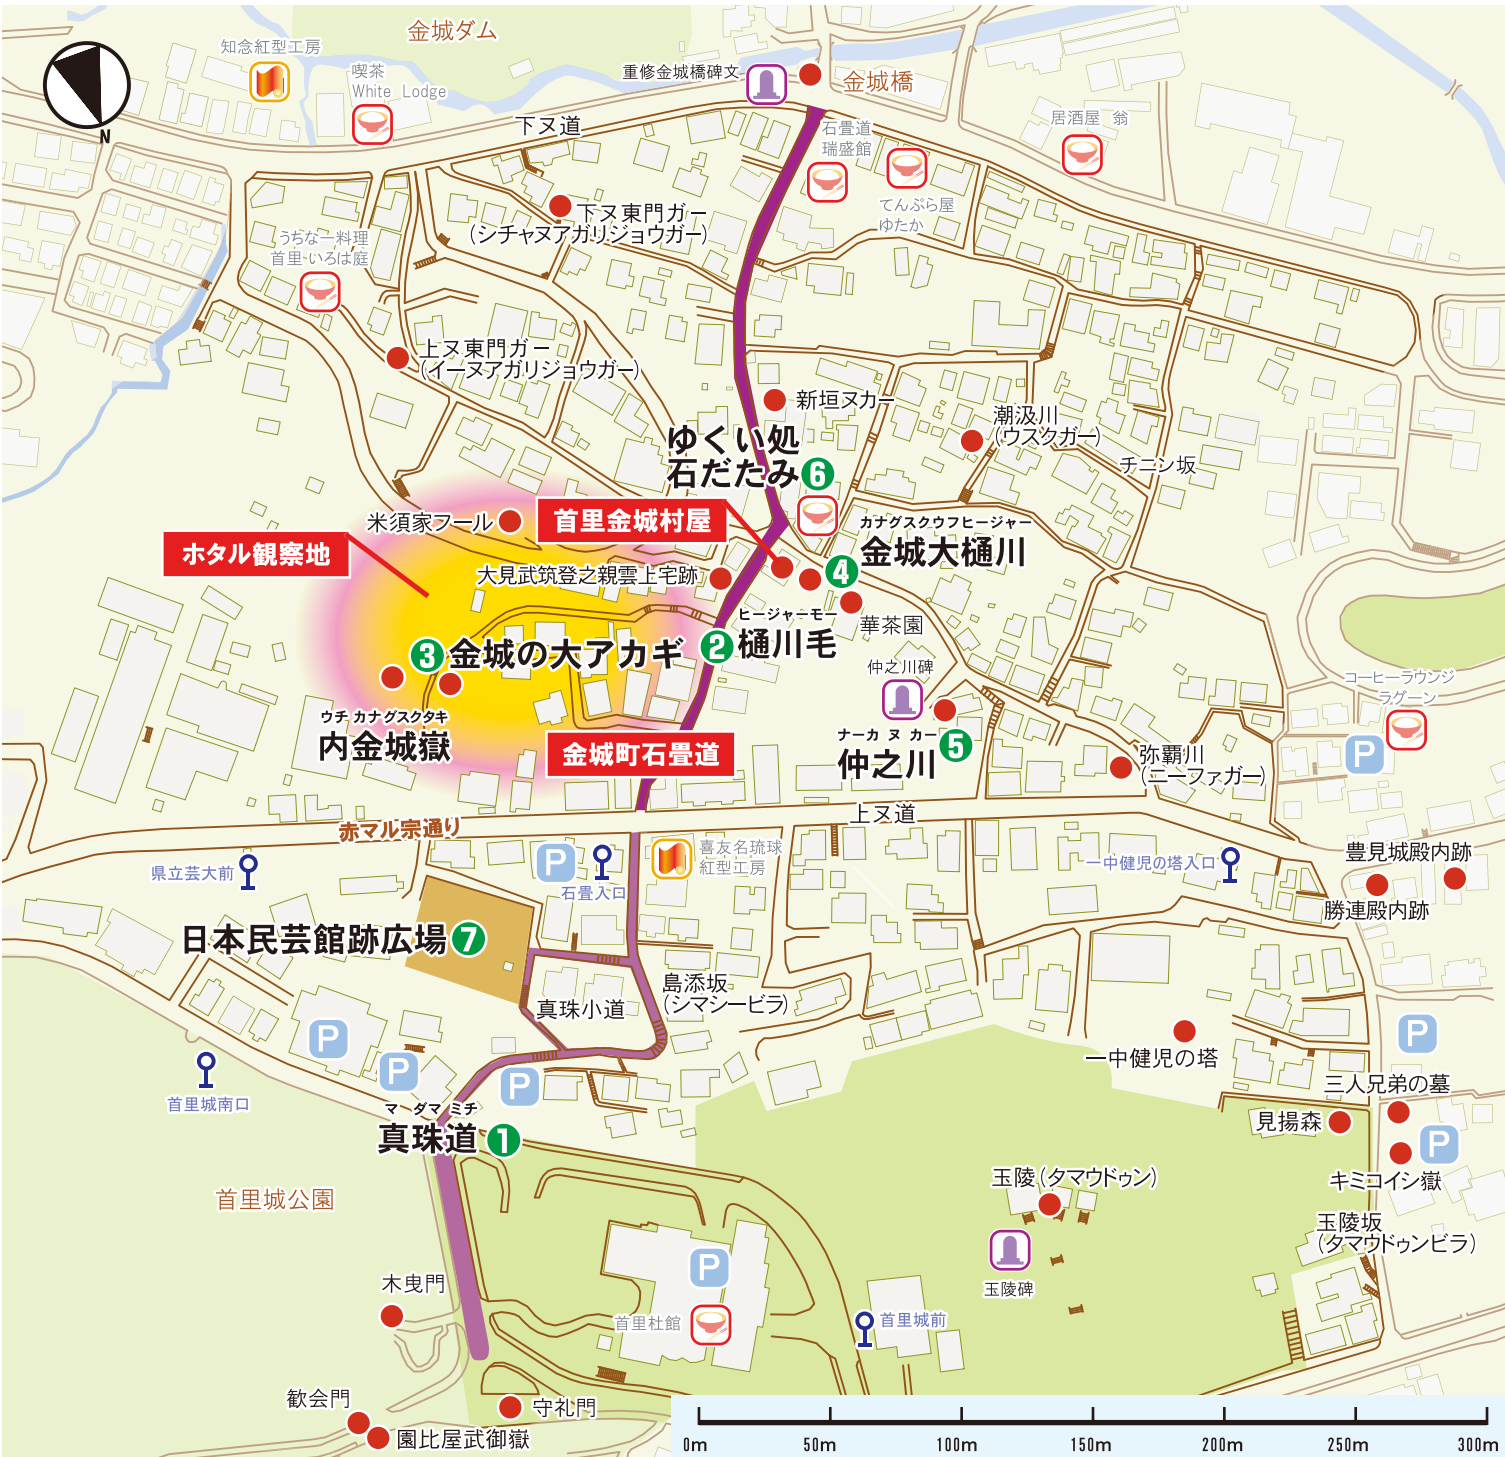 金城ダム
知念紅型工房
喫茶
White Lodge
重修金城橋碑文
金城橋
N
下ヌ道
石畳道
瑞盛館
居酒屋 翁
てんぷら屋
ゆたか
下ヌ東門ガー
(シチャヌアガリジョウガー)
うちなー料理
首里 いろは庭
上ヌ東門ガー
(イーヌアガリジョウガー)
新垣ヌカー
潮汲川
(ウスクガー)
チニン坂
ゆくい処
石だたみ
6
米須家フール
首里金城村屋
ホタル観察地
カナグスクウフヒージャー
金城大樋川
4
大見武筑登之親雲上宅跡
ヒージャーモー
樋川毛
2
華茶園
3
金城の大アカギ
仲之川碑
コーヒーラウンジ
ラグーン
P
ウチ カナグスクタキ
内金城嶽
金城町石畳道
ナーカ ヌ カー
仲之川
5
弥覇川
(ニーファガー)
上ヌ道
赤マル宗通り
県立芸大前
P
石畳入口
喜友名琉球
紅型工房
一中健児の塔入口
豊見城殿内跡
勝連殿内跡
日本民芸館跡広場
7
真珠小道
島添坂
(シマシービラ)
P
P
P
P
首里城南口
一中健児の塔
三人兄弟の墓
見揚森
P
キミコイシ嶽
マ ダマ ミチ
真珠道
1
首里城公園
玉陵(タマウドゥン)
玉陵坂
(タマウドゥンビラ)
玉陵碑
木曳門
P
首里杜館
首里城前
歓会門
守礼門
園比屋武御嶽
0m
50m
100m
150m
200m
250m
300m